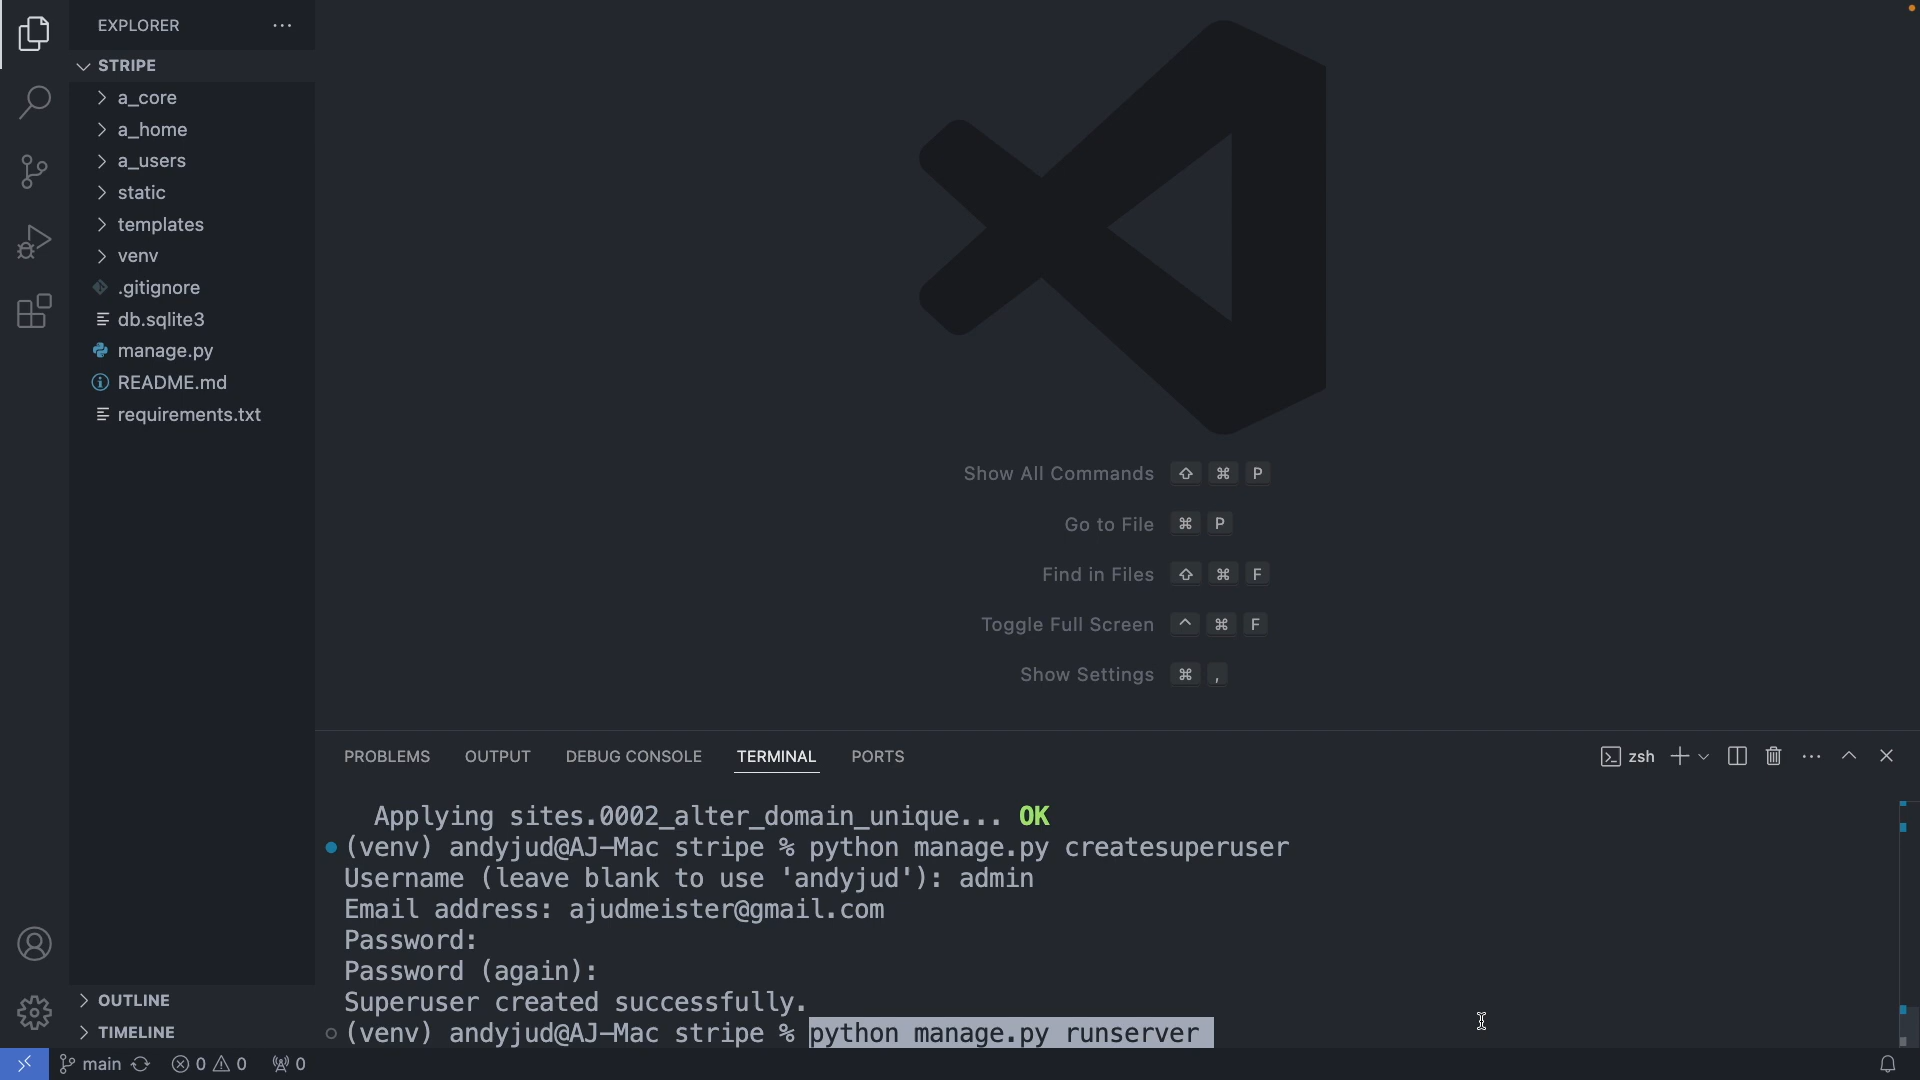 EXPLORER
STRIPE
a_core
a_home
a_users
static
templates
venv
.gitignore
db.sqlite3
manage.py
README.md
requirements.txt
OUTLINE
TIMELINE
Show All Commands ⇧ ⌘ P
Go to File ⌘ P
Find in Files ⇧ ⌘ F
Toggle Full Screen ^ ⌘ F
Show Settings ⌘ ,
PROBLEMS OUTPUT DEBUG CONSOLE TERMINAL PORTS zsh
Applying sites.0002_alter_domain_unique... OK
(venv) andyjud@AJ-Mac stripe % python manage.py createsuperuser
Username (leave blank to use 'andyjud'): admin
Email address: ajudmeister@gmail.com
Password:
Password (again):
Superuser created successfully.
(venv) andyjud@AJ-Mac stripe % python manage.py runserver
main 0 0 0